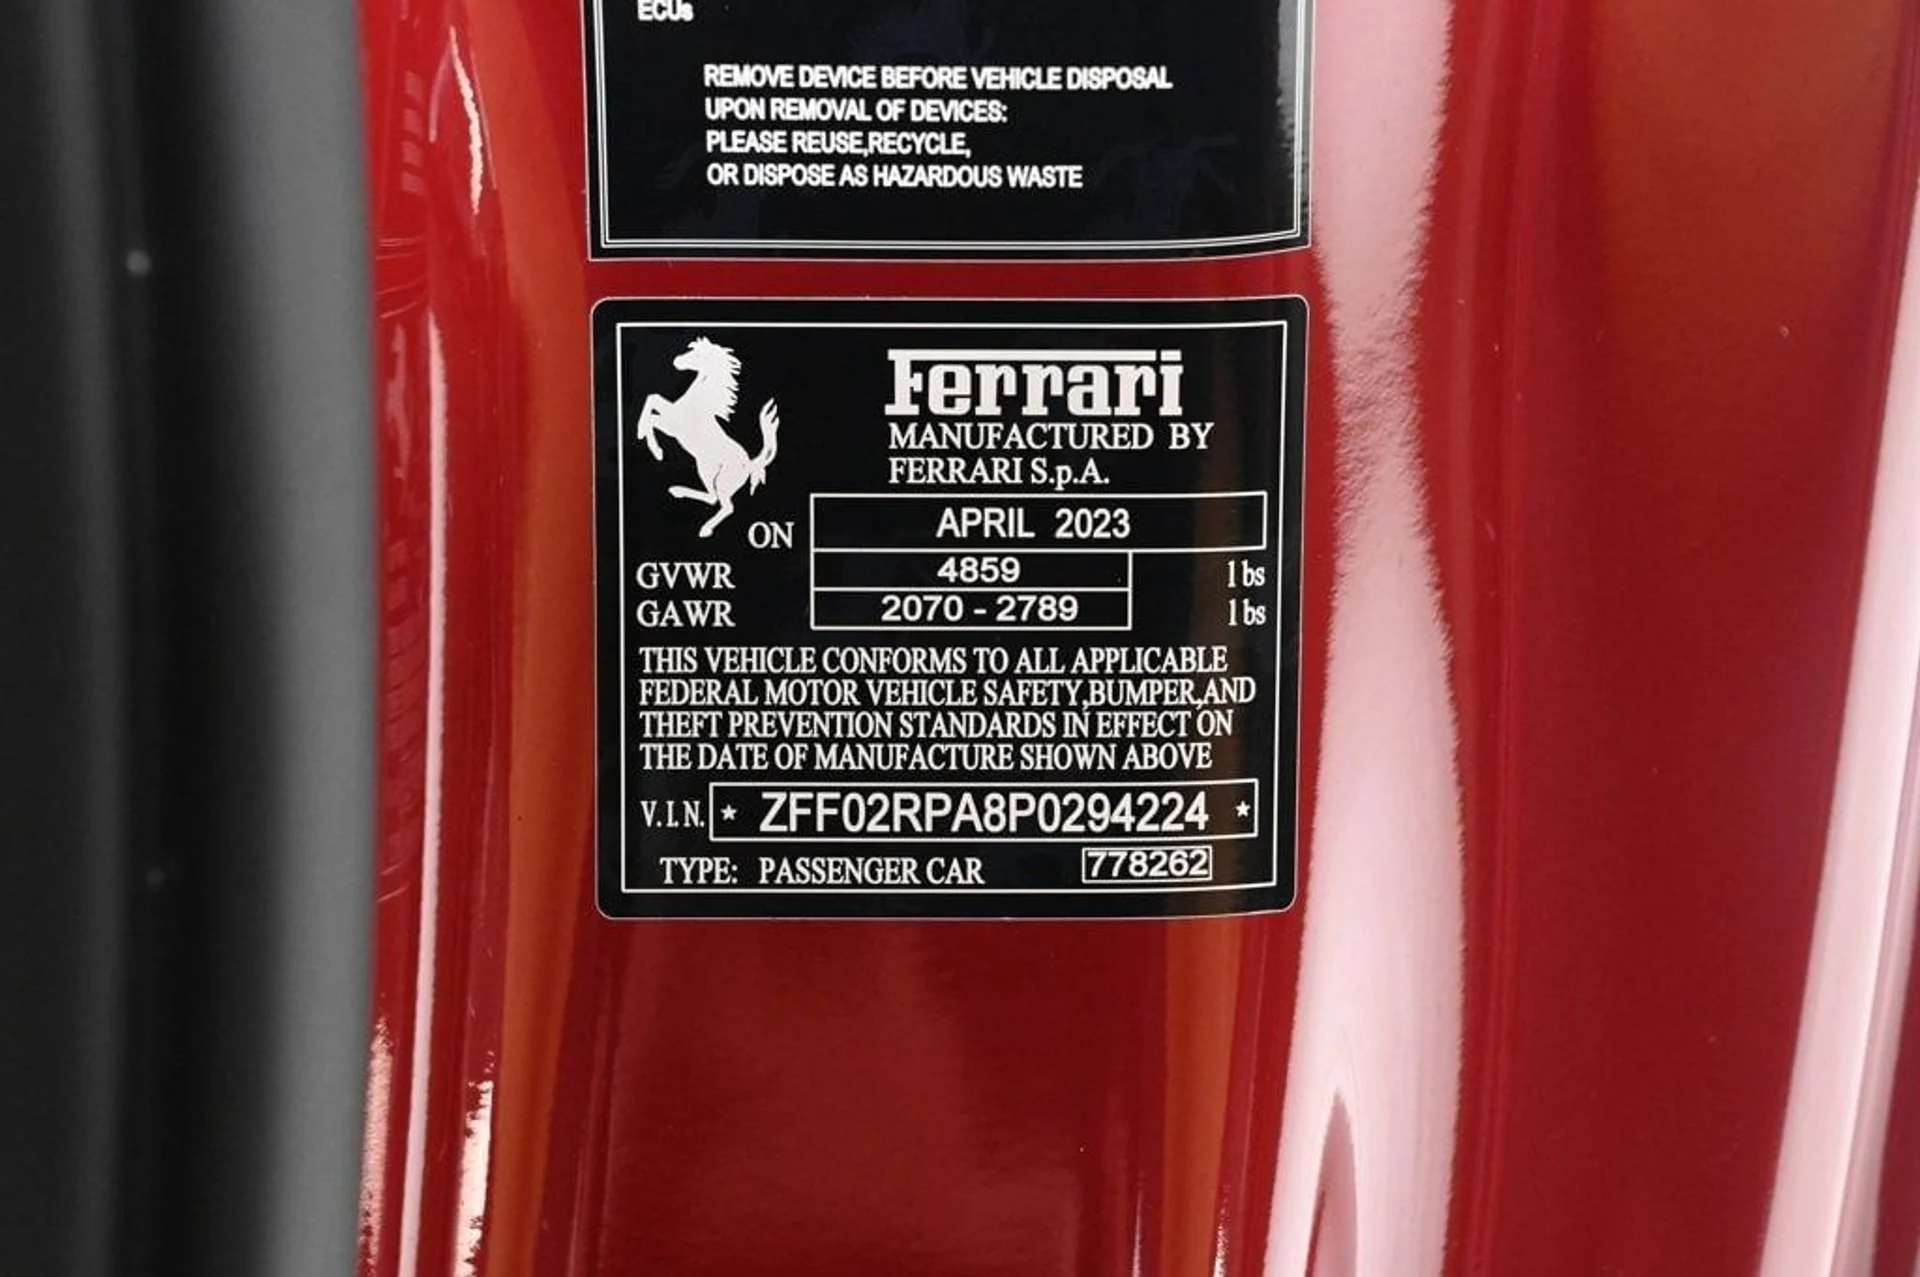 ECUs
REMOVE DEVICE BEFORE VEHICLE DISPOSAL
UPON REMOVAL OF DEVICES:
PLEASE REUSE,RECYCLE,
OR DISPOSE AS HAZARDOUS WASTE
Ferrari
MANUFACTURED BY
FERRARI S.p.A.
ON APRIL 2023
GVWR 4859 lbs
GAWR 2070 - 2789 lbs
THIS VEHICLE CONFORMS TO ALL APPLICABLE
FEDERAL MOTOR VEHICLE SAFETY,BUMPER,AND
THEFT PREVENTION STANDARDS IN EFFECT ON
THE DATE OF MANUFACTURE SHOWN ABOVE
V.I.N. * ZFF02RPA8P0294224 *
TYPE: PASSENGER CAR 778262